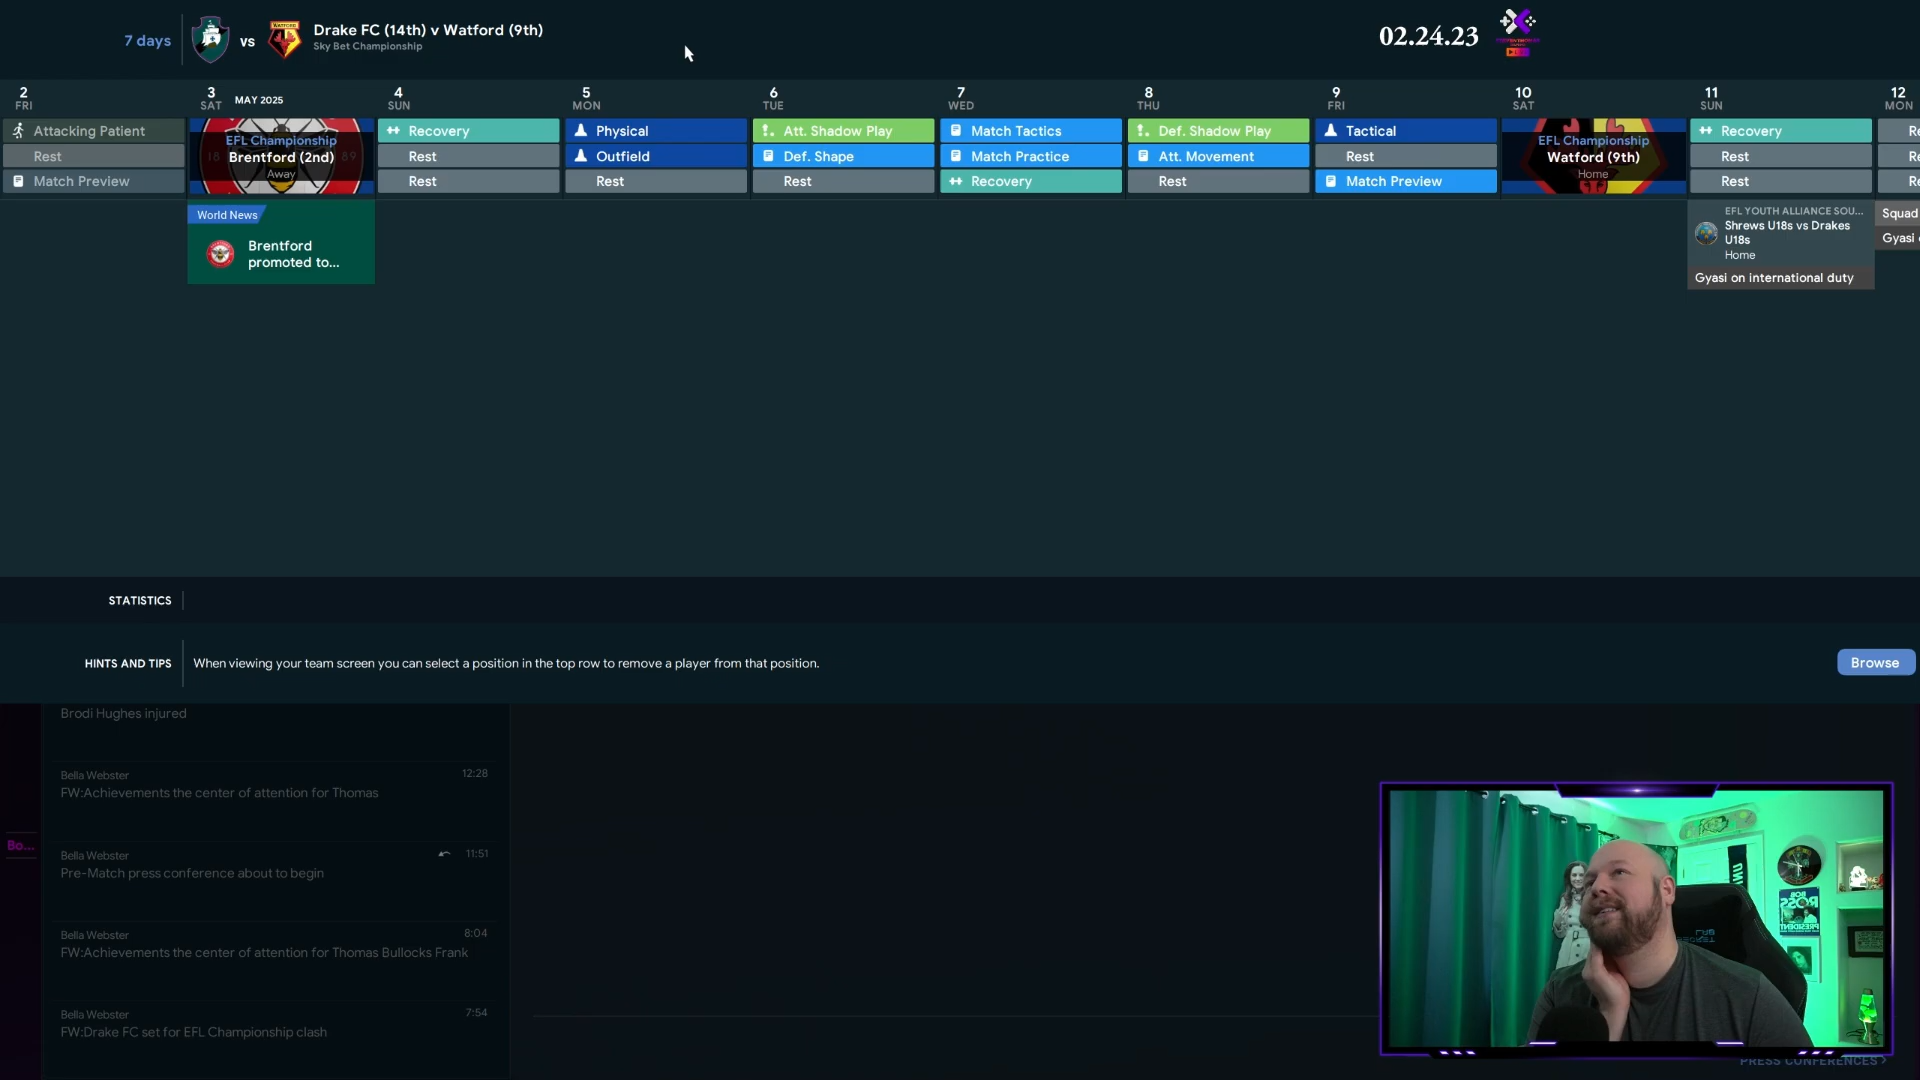 7 days
vs
Drake FC (14th) v Watford (9th)
Sky Bet Championship
02.24.23
2
FRI
3
SAT
MAY 2025
4
SUN
5
MON
6
TUE
7
WED
8
THU
9
FRI
10
SAT
11
SUN
12
MON
Attacking Patient
Rest
Match Preview
EFL Championship
Brentford (2nd)
Away
World News
Brentford
promoted to...
Recovery
Rest
Rest
Physical
Outfield
Rest
Att. Shadow Play
Def. Shape
Rest
Match Tactics
Match Practice
Recovery
Def. Shadow Play
Att. Movement
Rest
Tactical
Rest
Match Preview
EFL Championship
Watford (9th)
Home
Recovery
Rest
Rest
EFL YOUTH ALLIANCE SOU...
Shrews U18s vs Drakes
U18s
Home
Gyasi on international duty
Squad
Gyasi
STATISTICS
HINTS AND TIPS
When viewing your team screen you can select a position in the top row to remove a player from that position.
Browse
Brodi Hughes injured
Bella Webster
12:28
FW:Achievements the center of attention for Thomas
Bo...
Bella Webster
11:51
Pre-Match press conference about to begin
Bella Webster
8:04
FW:Achievements the center of attention for Thomas Bullocks Frank
Bella Webster
7:54
FW:Drake FC set for EFL Championship clash
PRESS CONFERENCES >